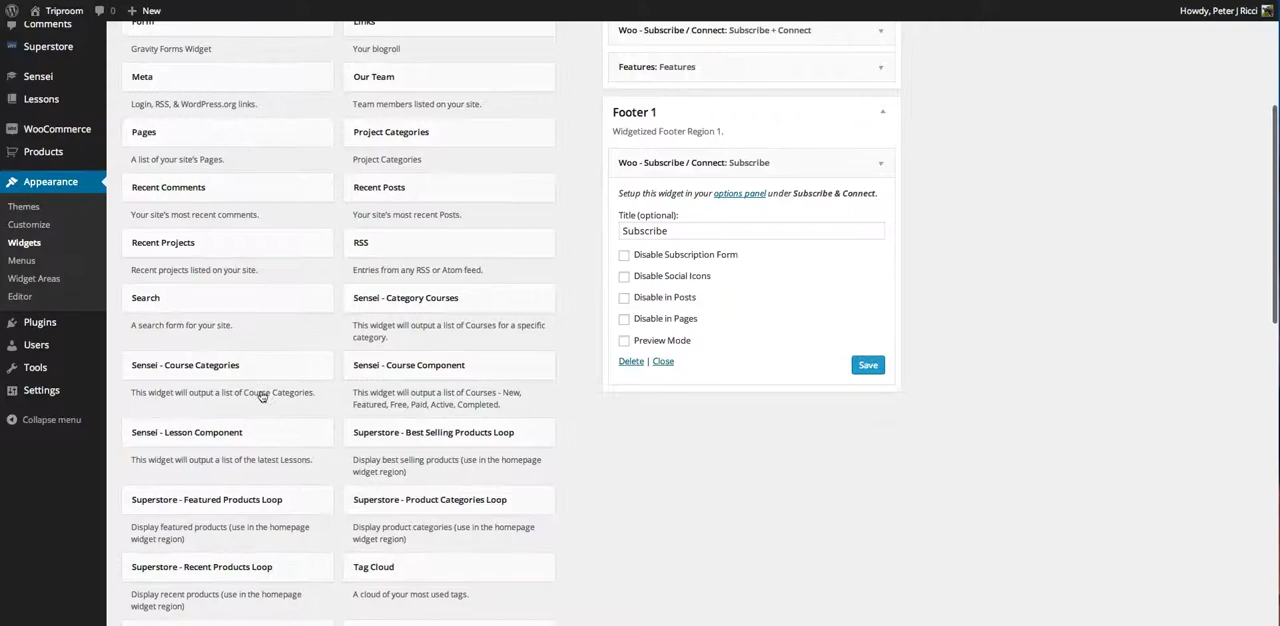 Triproom
0
New
Howdy, Peter J Ricci
Comments
Superstore
Sensei
Lessons
WooCommerce
Products
Appearance
Themes
Customize
Widgets
Menus
Widget Areas
Editor
Plugins
Users
Tools
Settings
Collapse menu
Form
Links
Gravity Forms Widget
Your blogroll
Meta
Our Team
Login, RSS, & WordPress.org links.
Team members listed on your site.
Pages
Project Categories
A list of your site's Pages.
Project Categories
Recent Comments
Recent Posts
Your site's most recent comments.
Your site's most recent Posts.
Recent Projects
RSS
Recent projects listed on your site.
Entries from any RSS or Atom feed.
Search
Sensei - Category Courses
A search form for your site.
This widget will output a list of Courses for a specific
category.
Sensei - Course Categories
Sensei - Course Component
This widget will output a list of Course Categories.
This widget will output a list of Courses - New,
Featured, Free, Paid, Active, Completed.
Sensei - Lesson Component
Superstore - Best Selling Products Loop
This widget will output a list of the latest Lessons.
Display best selling products (use in the homepage
widget region)
Superstore - Featured Products Loop
Superstore - Product Categories Loop
Display featured products (use in the homepage
widget region)
Display product categories (use in the homepage
widget region)
Superstore - Recent Products Loop
Tag Cloud
Display recent products (use in the homepage
widget region)
A cloud of your most used tags.
Woo - Subscribe / Connect: Subscribe + Connect
Features: Features
Footer 1
Widgetized Footer Region 1.
Woo - Subscribe / Connect: Subscribe
Setup this widget in your options panel under Subscribe & Connect.
Title (optional):
Subscribe
Disable Subscription Form
Disable Social Icons
Disable in Posts
Disable in Pages
Preview Mode
Delete | Close
Save